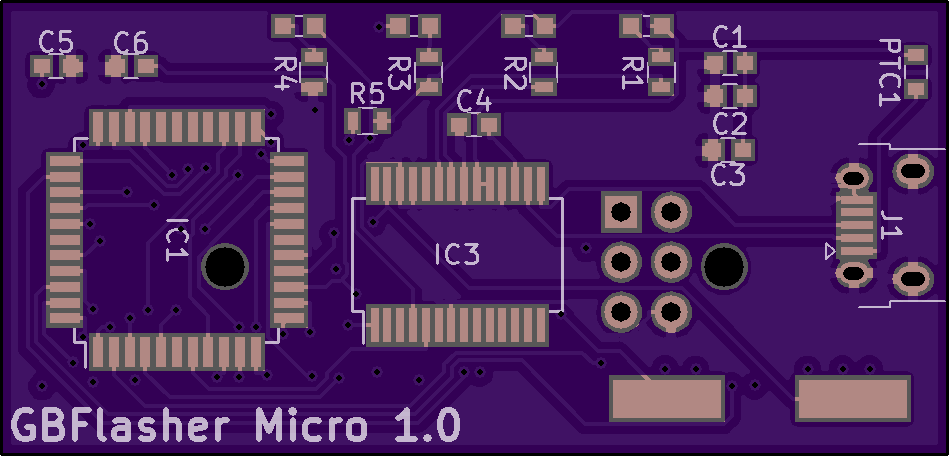 C5
C6
R4
R3
R2
R1
C1
PTC1
R5
C4
C2
C3
IC1
IC3
J1
GBFlasher Micro 1.0